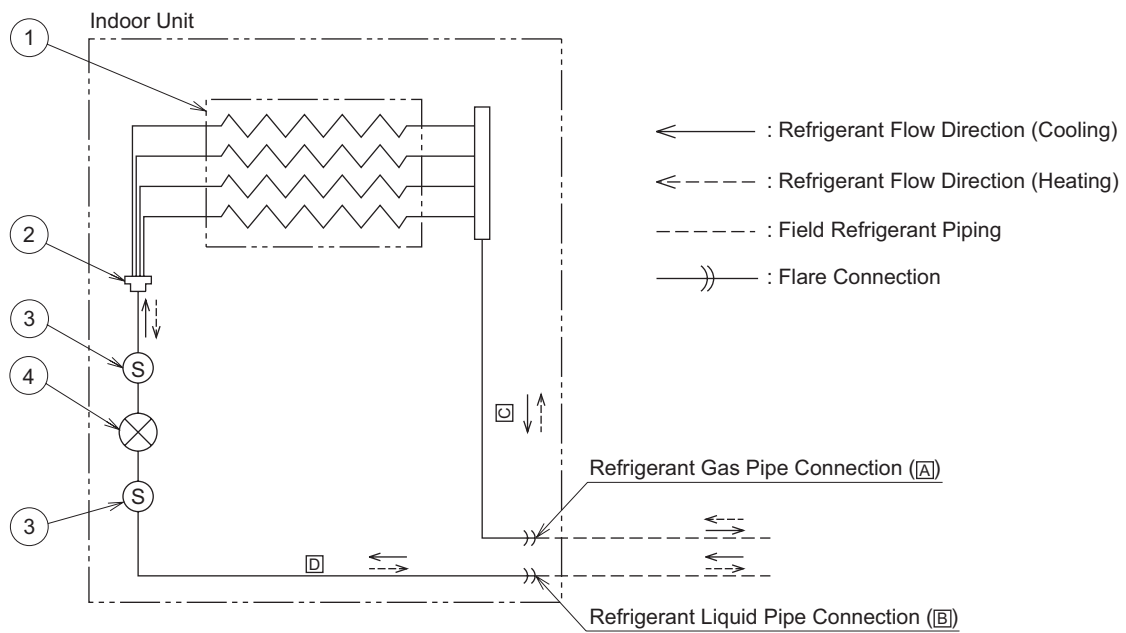 Indoor Unit
1
2
3
4
3
S
S
C
D
: Refrigerant Flow Direction (Cooling)
: Refrigerant Flow Direction (Heating)
: Field Refrigerant Piping
: Flare Connection
Refrigerant Gas Pipe Connection (A)
Refrigerant Liquid Pipe Connection (B)